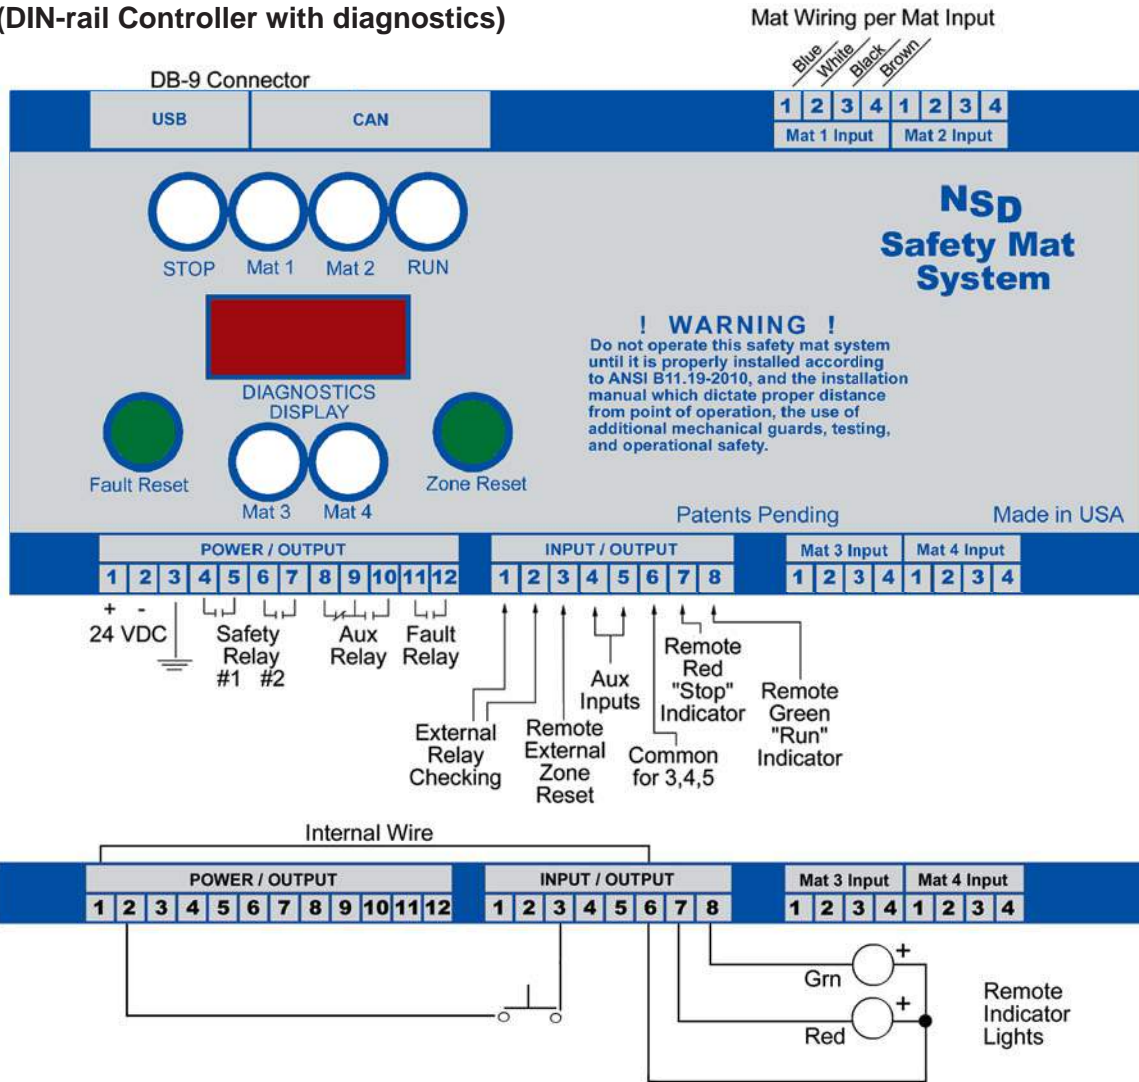 (DIN-rail Controller with diagnostics)
Mat Wiring per Mat Input
Blue White Black Brown
DB-9 Connector
USB CAN
1 2 3 4 1 2 3 4
Mat 1 Input Mat 2 Input
STOP Mat 1 Mat 2 RUN
NSD
Safety Mat
System
DIAGNOSTICS
DISPLAY
! WARNING !
Do not operate this safety mat system
until it is properly installed according
to ANSI B11.19-2010, and the installation
manual which dictate proper distance
from point of operation, the use of
additional mechanical guards, testing,
and operational safety.
Fault Reset
Zone Reset
Mat 3 Mat 4
Patents Pending
Made in USA
POWER / OUTPUT
1 2 3 4 5 6 7 8 9 10 11 12
INPUT / OUTPUT
1 2 3 4 5 6 7 8
Mat 3 Input Mat 4 Input
1 2 3 4 1 2 3 4
+ -
24 VDC
Safety
Relay
#1 #2
Aux
Relay
Fault
Relay
External
Relay
Checking
Remote
External
Zone
Reset
Aux
Inputs
Common
for 3,4,5
Remote
Red
"Stop"
Indicator
Remote
Green
"Run"
Indicator
Internal Wire
POWER / OUTPUT
1 2 3 4 5 6 7 8 9 10 11 12
INPUT / OUTPUT
1 2 3 4 5 6 7 8
Mat 3 Input Mat 4 Input
1 2 3 4 1 2 3 4
Grn +
Red +
Remote
Indicator
Lights